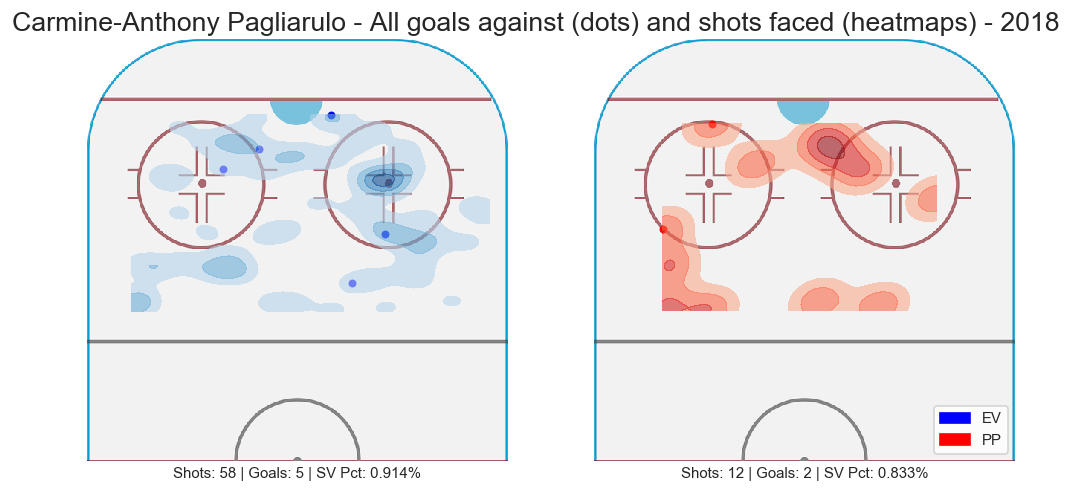 Carmine-Anthony Pagliarulo - All goals against (dots) and shots faced (heatmaps) - 2018
EV
PP
Shots: 58 | Goals: 5 | SV Pct: 0.914%
Shots: 12 | Goals: 2 | SV Pct: 0.833%